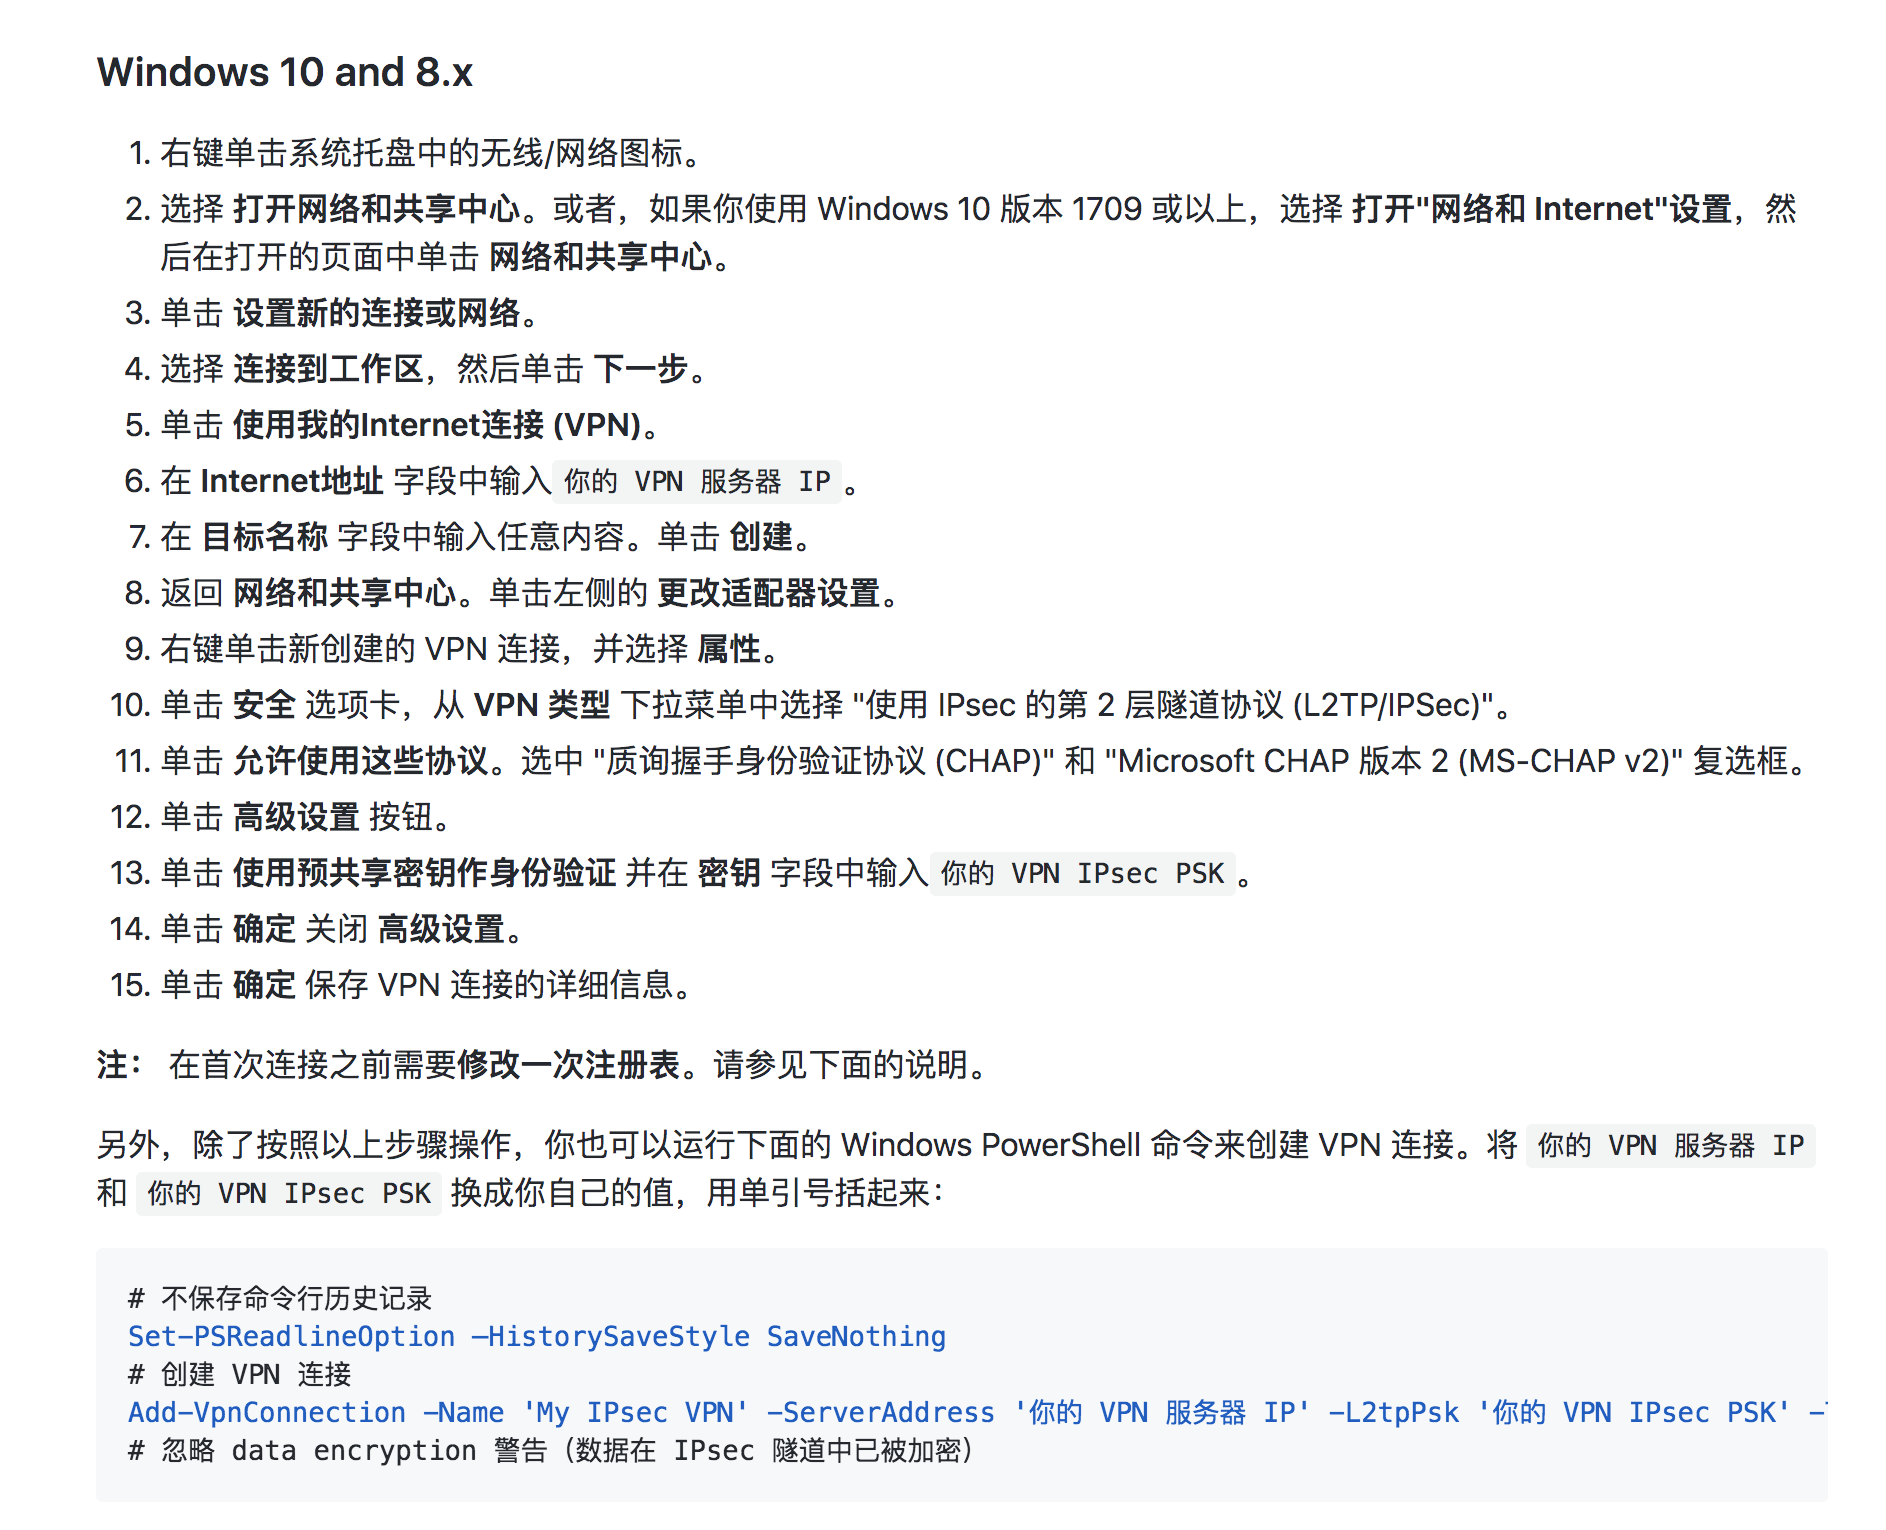 Windows 10 and 8.x
1. 右键单击系统托盘中的无线/网络图标。
2. 选择 打开网络和共享中心。或者，如果你使用 Windows 10 版本 1709 或以上，选择 打开"网络和 Internet"设置，然
后在打开的页面中单击 网络和共享中心。
3. 单击 设置新的连接或网络。
4. 选择 连接到工作区，然后单击 下一步。
5. 单击 使用我的Internet连接 (VPN)。
6. 在 Internet地址 字段中输入 你的 VPN 服务器 IP 。
7. 在 目标名称 字段中输入任意内容。单击 创建。
8. 返回 网络和共享中心。单击左侧的 更改适配器设置。
9. 右键单击新创建的 VPN 连接，并选择 属性。
10. 单击 安全 选项卡，从 VPN 类型 下拉菜单中选择 "使用 IPsec 的第 2 层隧道协议 (L2TP/IPSec)"。
11. 单击 允许使用这些协议。选中 "质询握手身份验证协议 (CHAP)" 和 "Microsoft CHAP 版本 2 (MS-CHAP v2)" 复选框。
12. 单击 高级设置 按钮。
13. 单击 使用预共享密钥作身份验证 并在 密钥 字段中输入 你的 VPN IPsec PSK 。
14. 单击 确定 关闭 高级设置。
15. 单击 确定 保存 VPN 连接的详细信息。
注： 在首次连接之前需要修改一次注册表。请参见下面的说明。
另外，除了按照以上步骤操作，你也可以运行下面的 Windows PowerShell 命令来创建 VPN 连接。将 你的 VPN 服务器 IP
和 你的 VPN IPsec PSK 换成你自己的值，用单引号括起来：
# 不保存命令行历史记录
Set-PSReadlineOption –HistorySaveStyle SaveNothing
# 创建 VPN 连接
Add-VpnConnection -Name 'My IPsec VPN' -ServerAddress '你的 VPN 服务器 IP' -L2tpPsk '你的 VPN IPsec PSK' -
# 忽略 data encryption 警告（数据在 IPsec 隧道中已被加密）